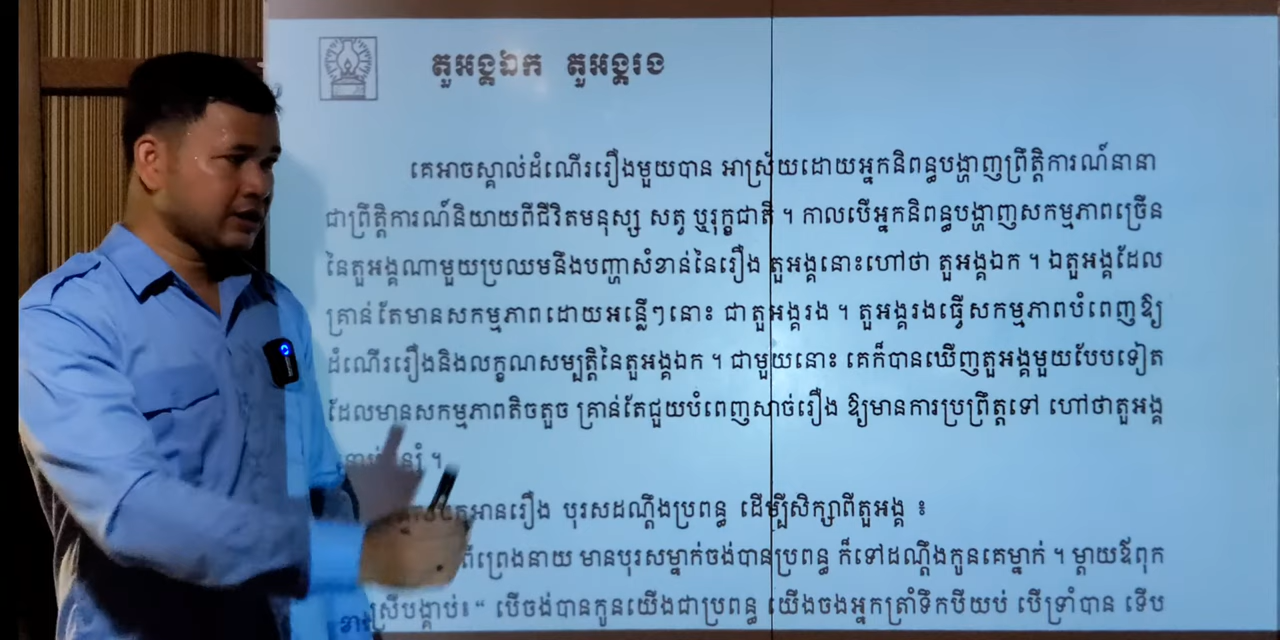 តួអង្គឯក តួអង្គរង
គេអាចស្គាល់ដំណើររឿងមួយបាន អាស្រ័យដោយអ្នកនិពន្ធបង្ហាញព្រឹត្តិការណ៍នានា
ជាព្រឹត្តិការណ៍និយាយពីជីវិតមនុស្ស សត្វ ឬរុក្ខជាតិ ។ កាលបើអ្នកនិពន្ធបង្ហាញសកម្មភាពច្រើន
នៃតួអង្គណាមួយប្រឈមនឹងបញ្ហាសំខាន់នៃរឿង តួអង្គនោះហៅថា តួអង្គឯក ។ ឯតួអង្គដែល
គ្រាន់តែមានសកម្មភាពដោយអន្លើៗនោះ ជាតួអង្គរង ។ តួអង្គរងធ្វើសកម្មភាពបំពេញឱ្យ
ដំណើររឿងនិងលក្ខណសម្បត្តិនៃតួអង្គឯក ។ ជាមួយនោះ គេក៏បានឃើញតួអង្គមួយបែបទៀត
ដែលមានសកម្មភាពតិចតួច គ្រាន់តែជួយបំពេញសាច់រឿង ឱ្យមានការប្រព្រឹត្តទៅ ហៅថាតួអង្គ
។
អានរឿង បុរសដណ្ដឹងប្រពន្ធ ដើម្បីសិក្សាពីតួអង្គ ៖
ពីព្រេងនាយ មានបុរសម្នាក់ចង់បានប្រពន្ធ ក៏ទៅដណ្ដឹងកូនគេម្នាក់ ។ ម្ដាយឪពុក
ខាងស្រីបង្គាប់៖“ បើចង់បានកូនយើងជាប្រពន្ធ យើងចងអ្នកត្រាំទឹកបីយប់ បើទ្រាំបាន ទើប